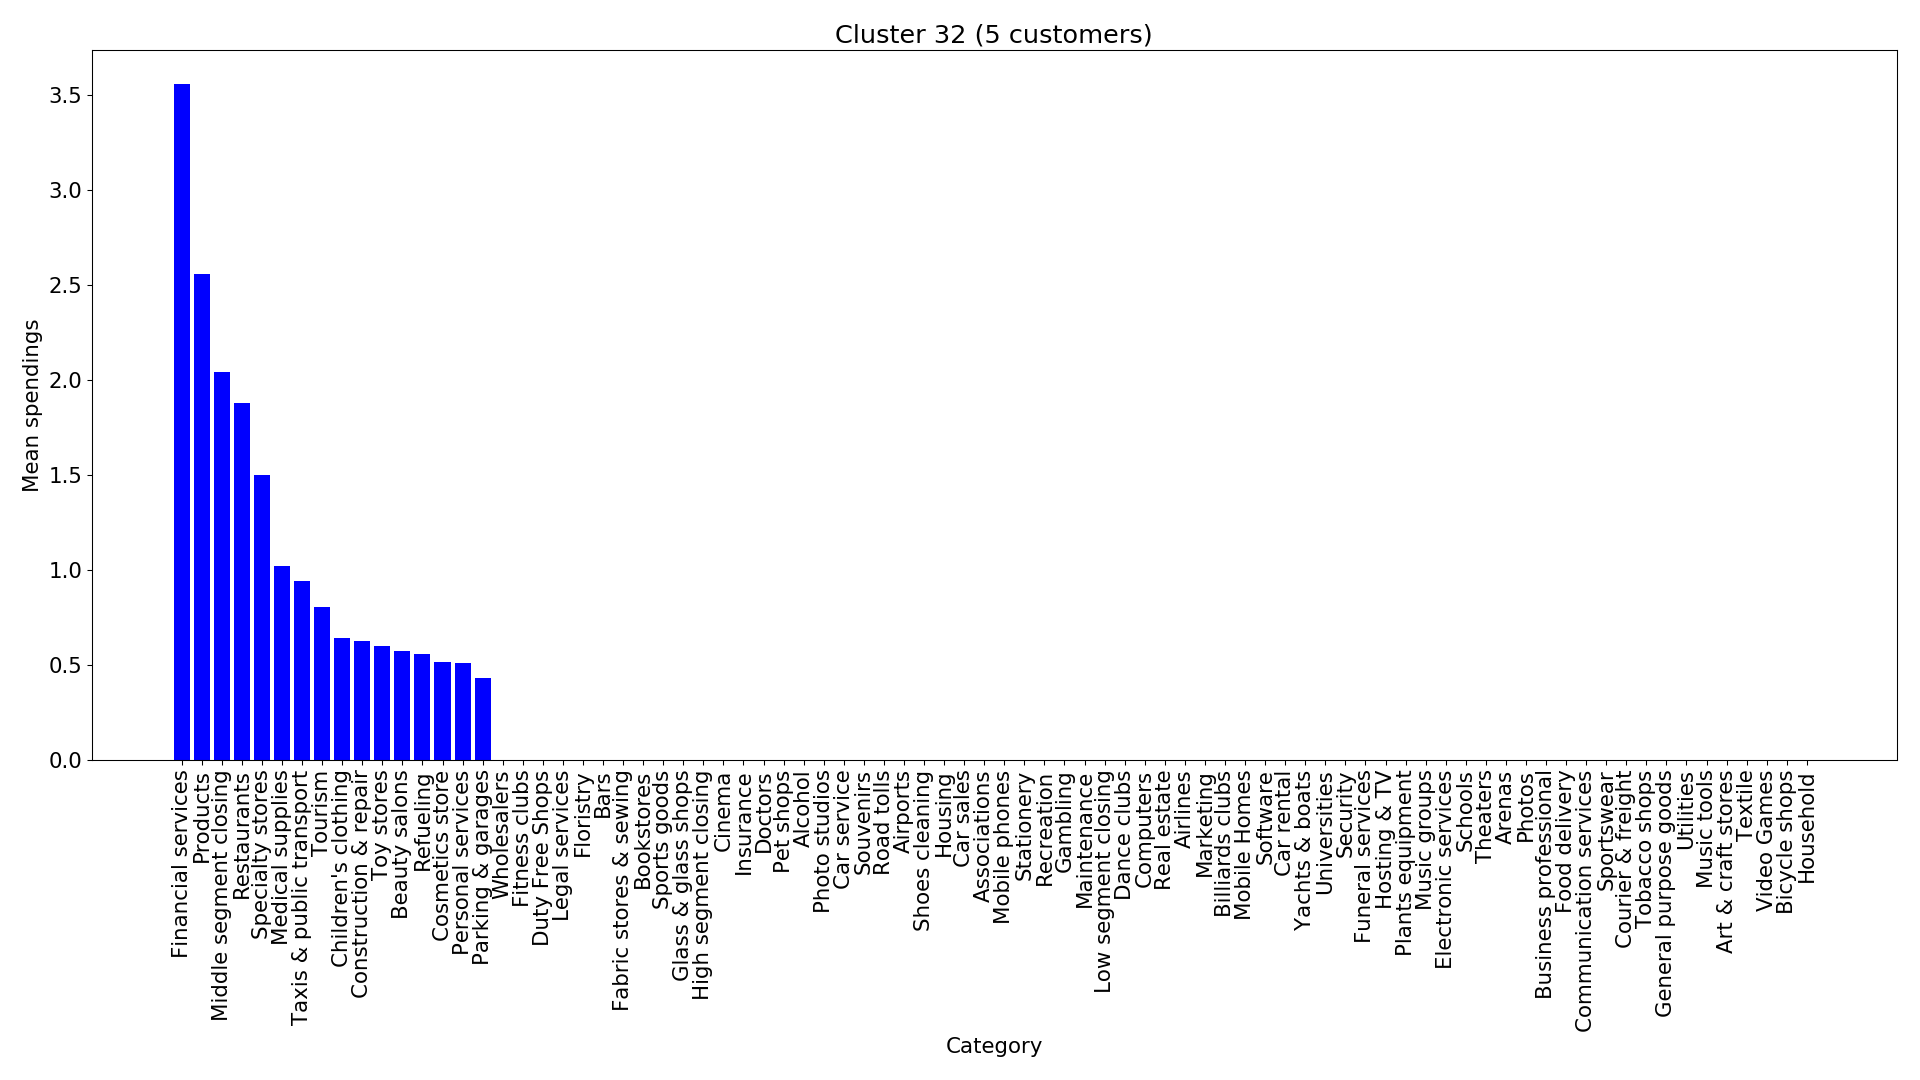 Cluster 32 (5 customers)
3.5
3.0
2.5
2.0
1.5
1.0
0.5
0.0
Mean spendings
Financial services
Products
Middle segment closing
Restaurants
Specialty stores
Medical supplies
Taxis & public transport
Tourism
Children's clothing
Construction & repair
Toy stores
Beauty salons
Refueling
Cosmetics store
Personal services
Parking & garages
Wholesalers
Fitness clubs
Duty Free Shops
Legal services
Floristry
Bars
Fabric stores & sewing
Bookstores
Sports goods
Glass & glass shops
High segment closing
Cinema
Insurance
Doctors
Pet shops
Alcohol
Photo studios
Car service
Souvenirs
Road tolls
Airports
Shoes cleaning
Housing
Car sales
Associations
Mobile phones
Stationery
Recreation
Gambling
Maintenance
Low segment closing
Dance clubs
Computers
Real estate
Airlines
Marketing
Billiards clubs
Mobile Homes
Software
Car rental
Yachts & boats
Universities
Security
Funeral services
Hosting & TV
Plants equipment
Music groups
Electronic services
Schools
Theaters
Arenas
Photos
Business professional
Food delivery
Communication services
Sportswear
Courier & freight
Tobacco shops
General purpose goods
Utilities
Music tools
Art & craft stores
Textile
Video Games
Bicycle shops
Household
Category